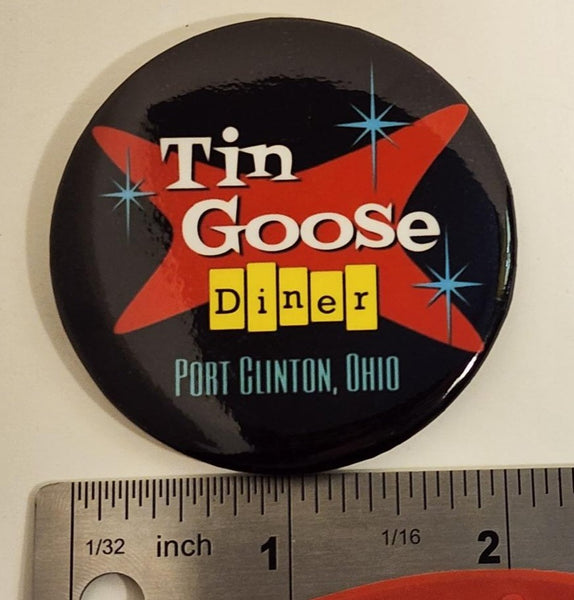 Tin
Goose
Diner
PORT CLINTON, OHIO
1/32 inch 1 1/16 2